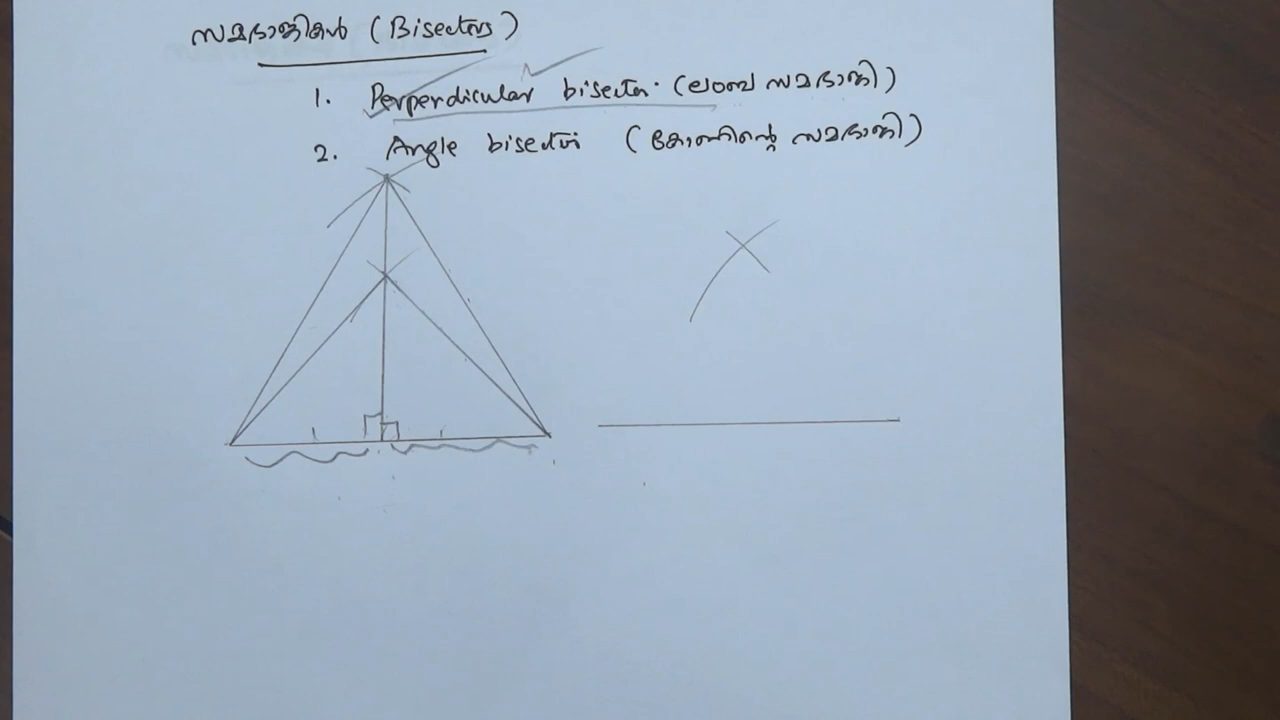 സമഭാജികൾ (Bisectors)
1. Perpendicular bisector. (ലംബ സമഭാജി)
2. Angle bisector (കോണിന്റെ സമഭാജി)